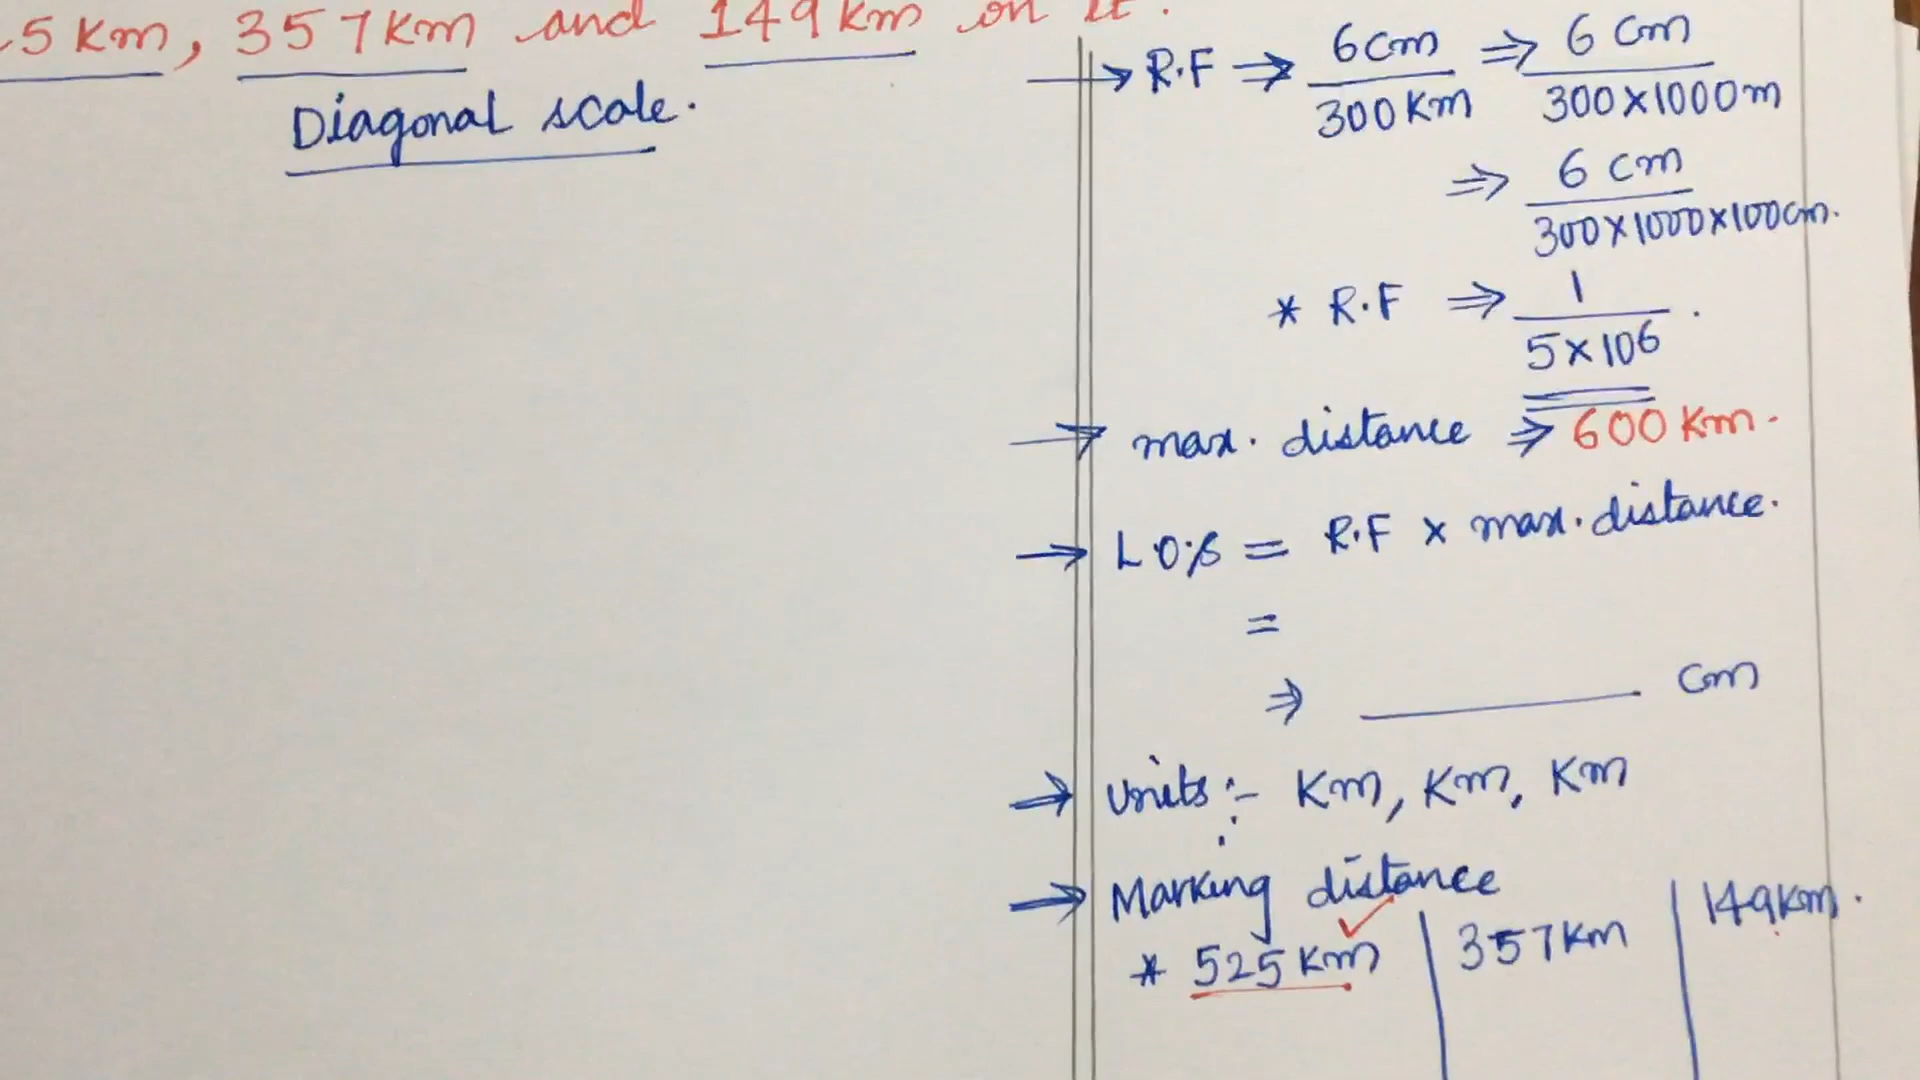 5 Km, 357 Km and 149 Km on it.
Diagonal scale.
R.F ⇒ 6 cm / 300 Km ⇒ 6 cm / 300 x 1000 m
⇒ 6 cm / 300 x 1000 x 100 cm.
* R.F ⇒ 1 / 5 x 106 .
→ max. distance ⇒ 600 Km.
→ L.O.S = R.F x max. distance.
=
⇒ ______ cm
→ Units :- Km, Km, Km
→ Marking distance
* 525 Km | 357 Km | 149 Km.